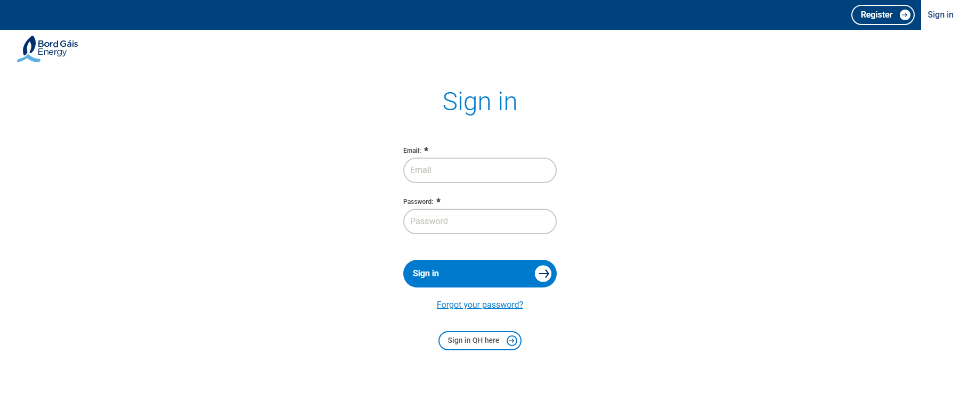 Register
Sign in
Bord Gáis
Energy
Sign in
Email: *
Email
Password: *
Password
Sign in
Forgot your password?
Sign in QH here